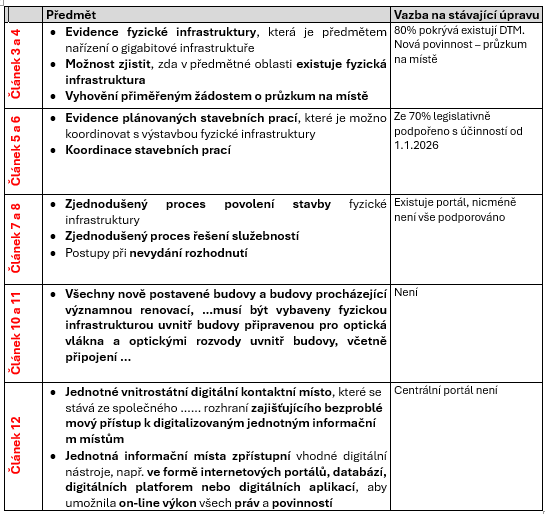 Předmět
Vazba na stávající úpravu
Článek 3 a 4
• Evidence fyzické infrastruktury, která je předmětem
nařízení o gigabitové infrastruktuře
• Možnost zjistit, zda v předmětné oblasti existuje fyzická
infrastruktura
• Vyhovění přiměřeným žádostem o průzkum na místě
80% pokrývá existují DTM.
Nová povinnost – průzkum
na místě
Článek 5 a 6
• Evidence plánovaných stavebních prací, které je možno
koordinovat s výstavbou fyzické infrastruktury
• Koordinace stavebních prací
Ze 70% legislativně
podpořeno s účinností od
1.1.2026
Článek 7 a 8
• Zjednodušený proces povolení stavby fyzické
infrastruktury
• Zjednodušený proces řešení služebností
• Postupy při nevydání rozhodnutí
Existuje portál, nicméně
není vše podporováno
Článek 10 a 11
• Všechny nově postavené budovy a budovy procházející
významnou renovací, ...musí být vybaveny fyzickou
infrastrukturou uvnitř budovy připravenou pro optická
vlákna a optickými rozvody uvnitř budovy, včetně
připojení ...
Není
Článek 12
• Jednotné vnitrostátní digitální kontaktní místo, které se
stává ze společného ...... rozhraní zajišťujícího bezproblé
mový přístup k digitalizovaným jednotným informační
m místům
• Jednotná informační místa zpřístupní vhodné digitální
nástroje, např. ve formě internetových portálů, databází,
digitálních platforem nebo digitálních aplikací, aby
umožnila on-line výkon všech práv a povinností
Centrální portál není